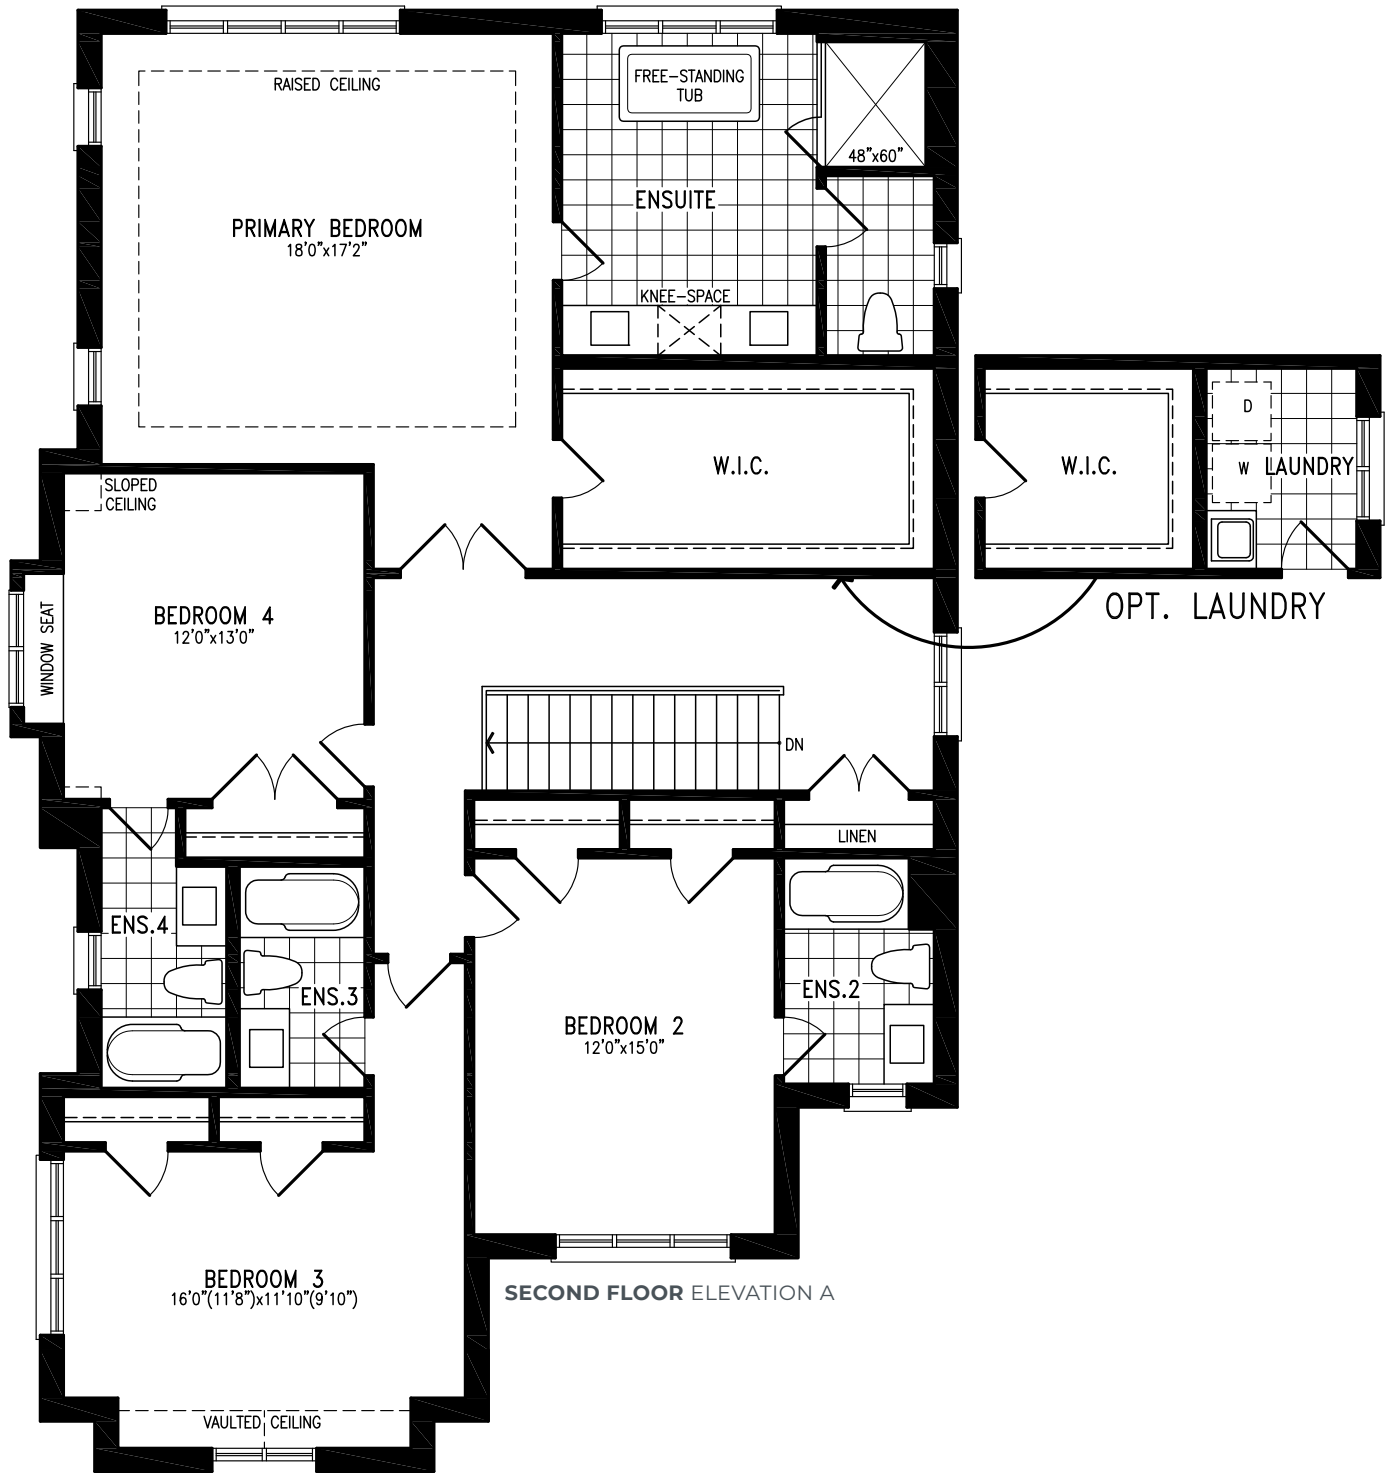 RAISED CEILING
FREE-STANDING
TUB
48"x60"
ENSUITE
PRIMARY BEDROOM
18'0"x17'2"
KNEE-SPACE
W.I.C.
W.I.C.
D
W
LAUNDRY
SLOPED
CEILING
OPT. LAUNDRY
BEDROOM 4
12'0"x13'0"
WINDOW SEAT
DN
LINEN
ENS.4
ENS.3
ENS.2
BEDROOM 2
12'0"x15'0"
BEDROOM 3
16'0"(11'8")x11'10"(9'10")
SECOND FLOOR ELEVATION A
VAULTED CEILING